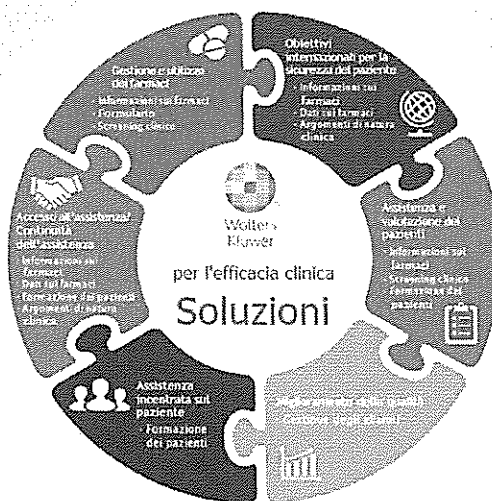 Gestione e utilizzo
dei farmaci
- Informazioni sui farmaci
- Formulario
- Screening clinico
Obiettivi
internazionali per la
sicurezza del paziente
- Informazioni sui
farmaci
- Dati sui farmaci
- Argomenti di natura
clinica
Accesso all'assistenza/
Continuità
dell'assistenza
- Informazioni sui
farmaci
- Dati sui farmaci
- Formazione dei pazienti
- Argomenti di natura
clinica
Wolters
Kluwer
per l'efficacia clinica
Soluzioni
Assistenza e
valutazione dei
pazienti
- Informazioni sui
farmaci
- Screening clinico
- Formazione dei
pazienti
Assistenza
incentrata sul
paziente
- Formazione
dei pazienti
Miglioramento della qualità